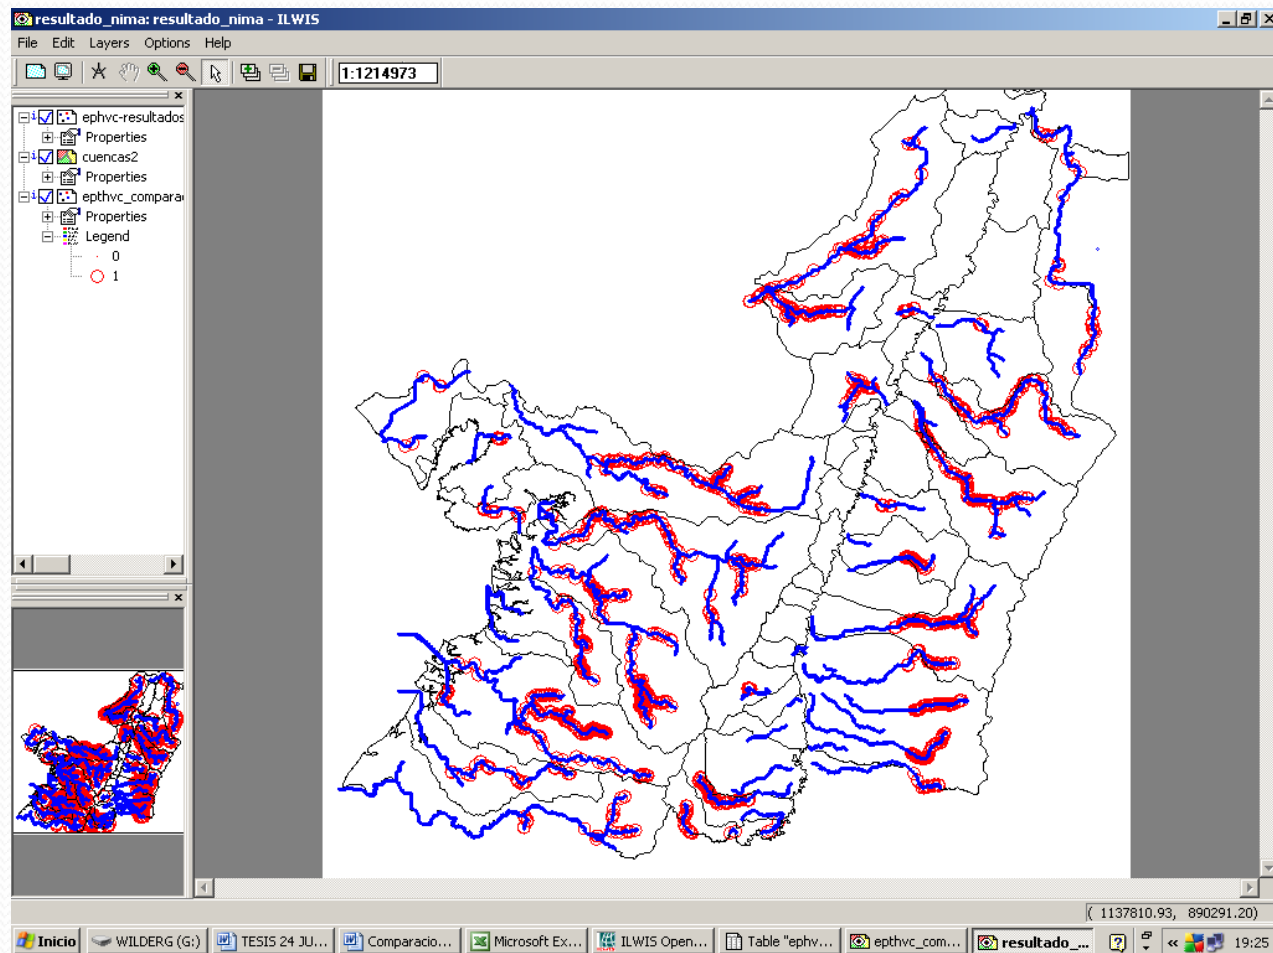 resultado_nima: resultado_nima - ILWIS
File Edit Layers Options Help
1:1214973
ephvc-resultados
Properties
cuencas2
Properties
epthvc_compara
Properties
Legend
0
1
( 1137810.93, 890291.20)
Inicio
WILDERG (G:)
TESIS 24 JU...
Comparacio...
Microsoft Ex...
ILWIS Open...
Table "ephv...
epthvc_com...
resultado_...
19:25